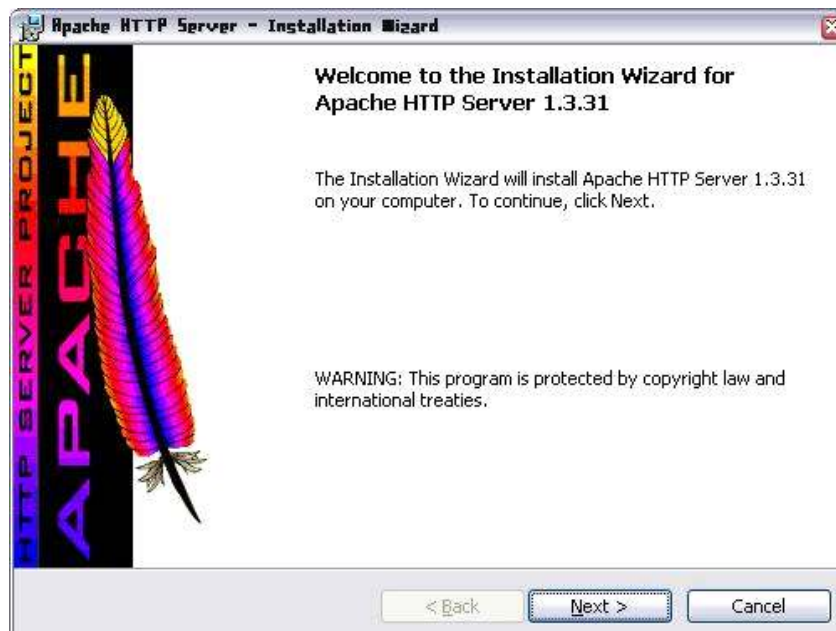 Apache HTTP Server - Installation Wizard
HTTP SERVER PROJECT
APACHE
Welcome to the Installation Wizard for
Apache HTTP Server 1.3.31
The Installation Wizard will install Apache HTTP Server 1.3.31
on your computer. To continue, click Next.
WARNING: This program is protected by copyright law and
international treaties.
< Back
Next >
Cancel